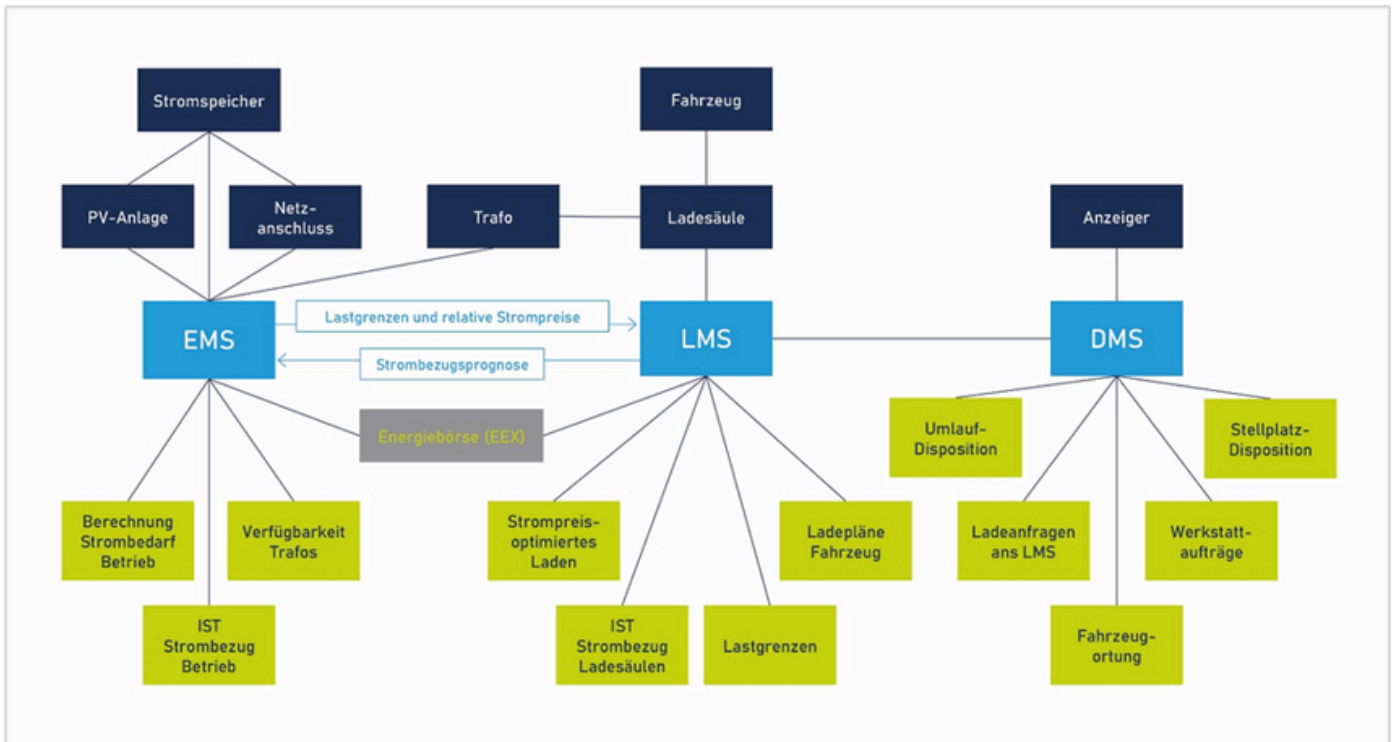 Stromspeicher
Fahrzeug
PV-Anlage
Netz-
anschluss
Trafo
Ladesäule
Anzeiger
EMS
Lastgrenzen und relative Strompreise
Strombezugsprognose
LMS
DMS
Energiebörse (EEX)
Umlauf-
Disposition
Stellplatz-
Disposition
Berechnung
Strombedarf
Betrieb
Verfügbarkeit
Trafos
Strompreis-
optimiertes
Laden
Ladepläne
Fahrzeug
Ladeanfragen
ans LMS
Werkstatt-
aufträge
IST
Strombezug
Betrieb
IST
Strombezug
Ladesäulen
Lastgrenzen
Fahrzeug-
ortung